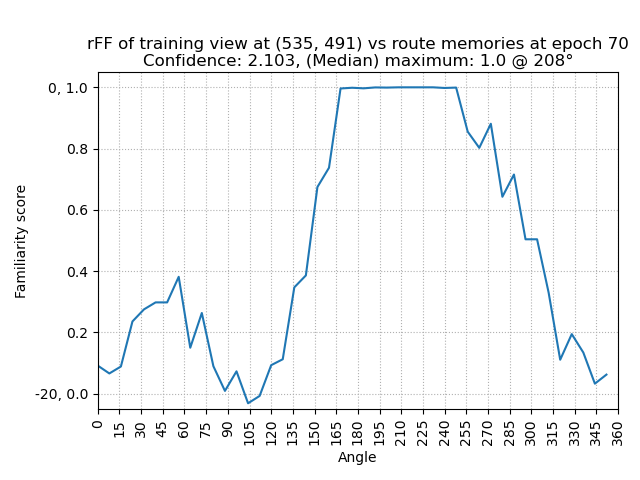 rFF of training view at (535, 491) vs route memories at epoch 70
Confidence: 2.103, (Median) maximum: 1.0 @ 208°
0, 1.0
0.8
0.6
0.4
0.2
-20, 0.0
Familiarity score
0 15 30 45 60 75 90 105 120 135 150 165 180 195 210 225 240 255 270 285 300 315 330 345 360
Angle